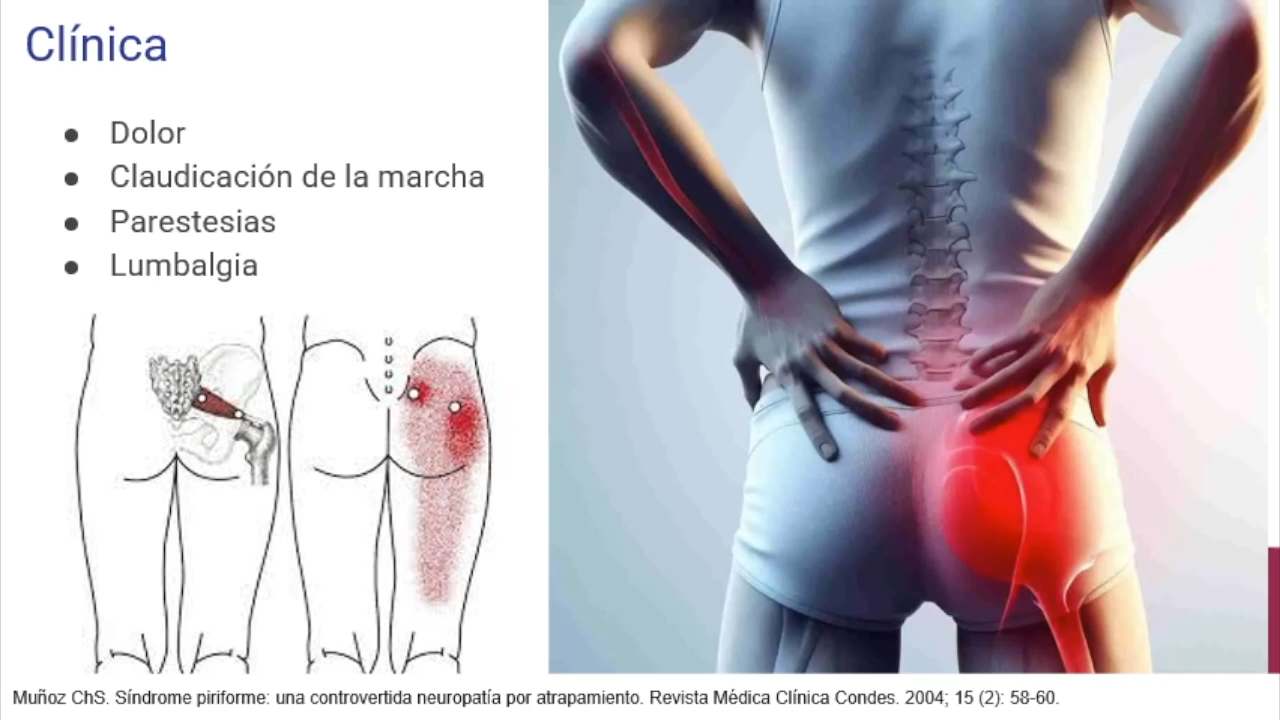 Clínica
● Dolor
● Claudicación de la marcha
● Parestesias
● Lumbalgia
Muñoz ChS. Síndrome piriforme: una controvertida neuropatía por atrapamiento. Revista Médica Clínica Condes. 2004; 15 (2): 58-60.